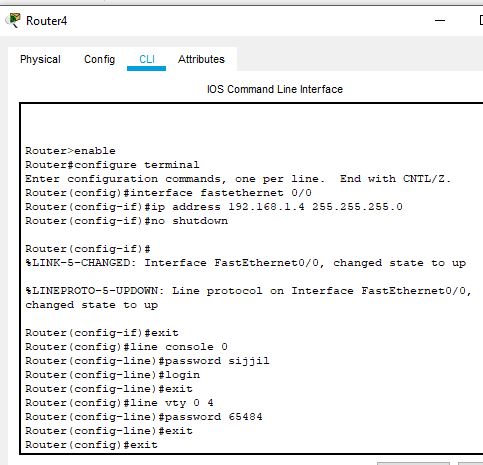 Router4
Physical Config CLI Attributes
IOS Command Line Interface
Router>enable
Router#configure terminal
Enter configuration commands, one per line.  End with CNTL/Z.
Router(config)#interface fastethernet 0/0
Router(config-if)#ip address 192.168.1.4 255.255.255.0
Router(config-if)#no shutdown
Router(config-if)#
%LINK-5-CHANGED: Interface FastEthernet0/0, changed state to up
%LINEPROTO-5-UPDOWN: Line protocol on Interface FastEthernet0/0,
changed state to up
Router(config-if)#exit
Router(config)#line console 0
Router(config-line)#password sijjil
Router(config-line)#login
Router(config-line)#exit
Router(config)#line vty 0 4
Router(config-line)#password 65484
Router(config-line)#exit
Router(config)#exit